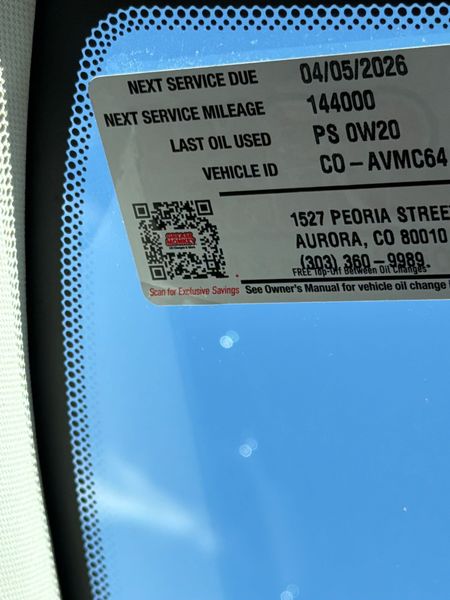 NEXT SERVICE DUE 04/05/2026
NEXT SERVICE MILEAGE 144000
LAST OIL USED PS 0W20
VEHICLE ID CO-AVMC64
1527 PEORIA STREE
AURORA, CO 80010
(303) 360-9989
FREE Top-Off Between Oil Changes*
GREASE
MONKEY
Scan for Exclusive Savings
See Owner's Manual for vehicle oil change